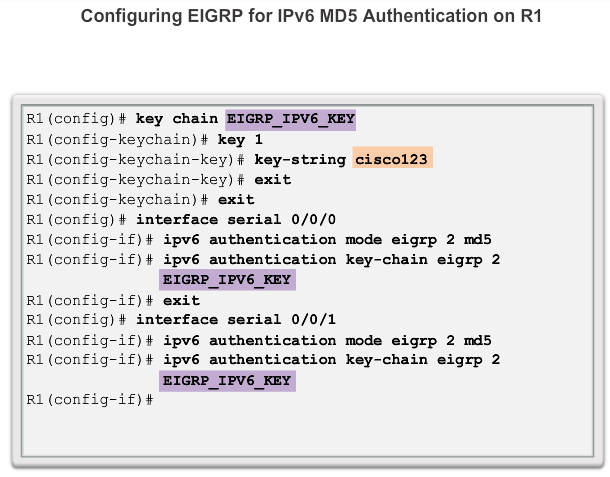 Configuring EIGRP for IPv6 MD5 Authentication on R1
R1(config)# key chain EIGRP_IPV6_KEY
R1(config-keychain)# key 1
R1(config-keychain-key)# key-string cisco123
R1(config-keychain-key)# exit
R1(config-keychain)# exit
R1(config)# interface serial 0/0/0
R1(config-if)# ipv6 authentication mode eigrp 2 md5
R1(config-if)# ipv6 authentication key-chain eigrp 2
EIGRP_IPV6_KEY
R1(config-if)# exit
R1(config)# interface serial 0/0/1
R1(config-if)# ipv6 authentication mode eigrp 2 md5
R1(config-if)# ipv6 authentication key-chain eigrp 2
EIGRP_IPV6_KEY
R1(config-if)#